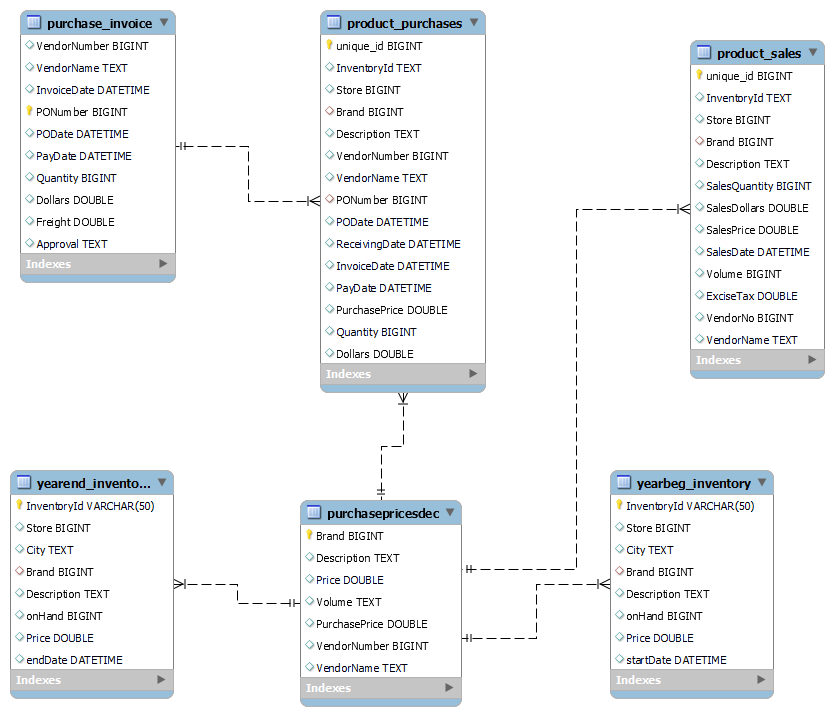 purchase_invoice
VendorNumber BIGINT
VendorName TEXT
InvoiceDate DATETIME
PONumber BIGINT
PODate DATETIME
PayDate DATETIME
Quantity BIGINT
Dollars DOUBLE
Freight DOUBLE
Approval TEXT
Indexes
product_purchases
unique_id BIGINT
InventoryId TEXT
Store BIGINT
Brand BIGINT
Description TEXT
VendorNumber BIGINT
VendorName TEXT
PONumber BIGINT
PODate DATETIME
ReceivingDate DATETIME
InvoiceDate DATETIME
PayDate DATETIME
PurchasePrice DOUBLE
Quantity BIGINT
Dollars DOUBLE
Indexes
product_sales
unique_id BIGINT
InventoryId TEXT
Store BIGINT
Brand BIGINT
Description TEXT
SalesQuantity BIGINT
SalesDollars DOUBLE
SalesPrice DOUBLE
SalesDate DATETIME
Volume BIGINT
ExciseTax DOUBLE
VendorNo BIGINT
VendorName TEXT
Indexes
yearend_invento...
InventoryId VARCHAR(50)
Store BIGINT
City TEXT
Brand BIGINT
Description TEXT
onHand BIGINT
Price DOUBLE
endDate DATETIME
Indexes
purchasepricesdec
Brand BIGINT
Description TEXT
Price DOUBLE
Volume TEXT
PurchasePrice DOUBLE
VendorNumber BIGINT
VendorName TEXT
Indexes
yearbeg_inventory
InventoryId VARCHAR(50)
Store BIGINT
City TEXT
Brand BIGINT
Description TEXT
onHand BIGINT
Price DOUBLE
startDate DATETIME
Indexes